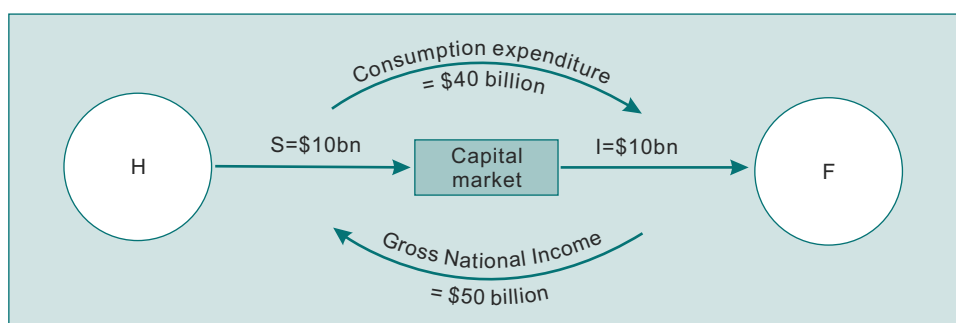 Consumption expenditure
= $40 billion
H
S=$10bn
Capital
market
I=$10bn
F
Gross National Income
= $50 billion